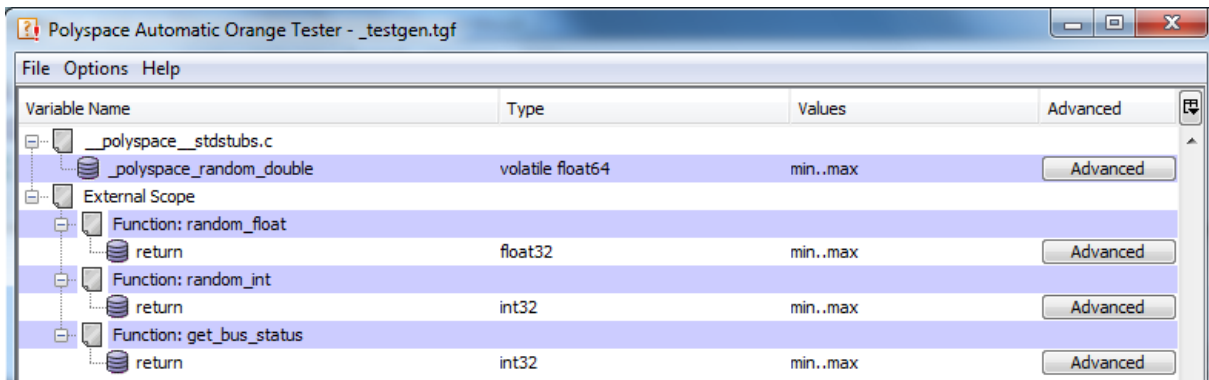 Polyspace Automatic Orange Tester - _testgen.tgf
File Options Help
Variable Name Type Values Advanced
__polyspace__stdstubs.c
_polyspace_random_double volatile float64 min..max Advanced
External Scope
Function: random_float
return float32 min..max Advanced
Function: random_int
return int32 min..max Advanced
Function: get_bus_status
return int32 min..max Advanced